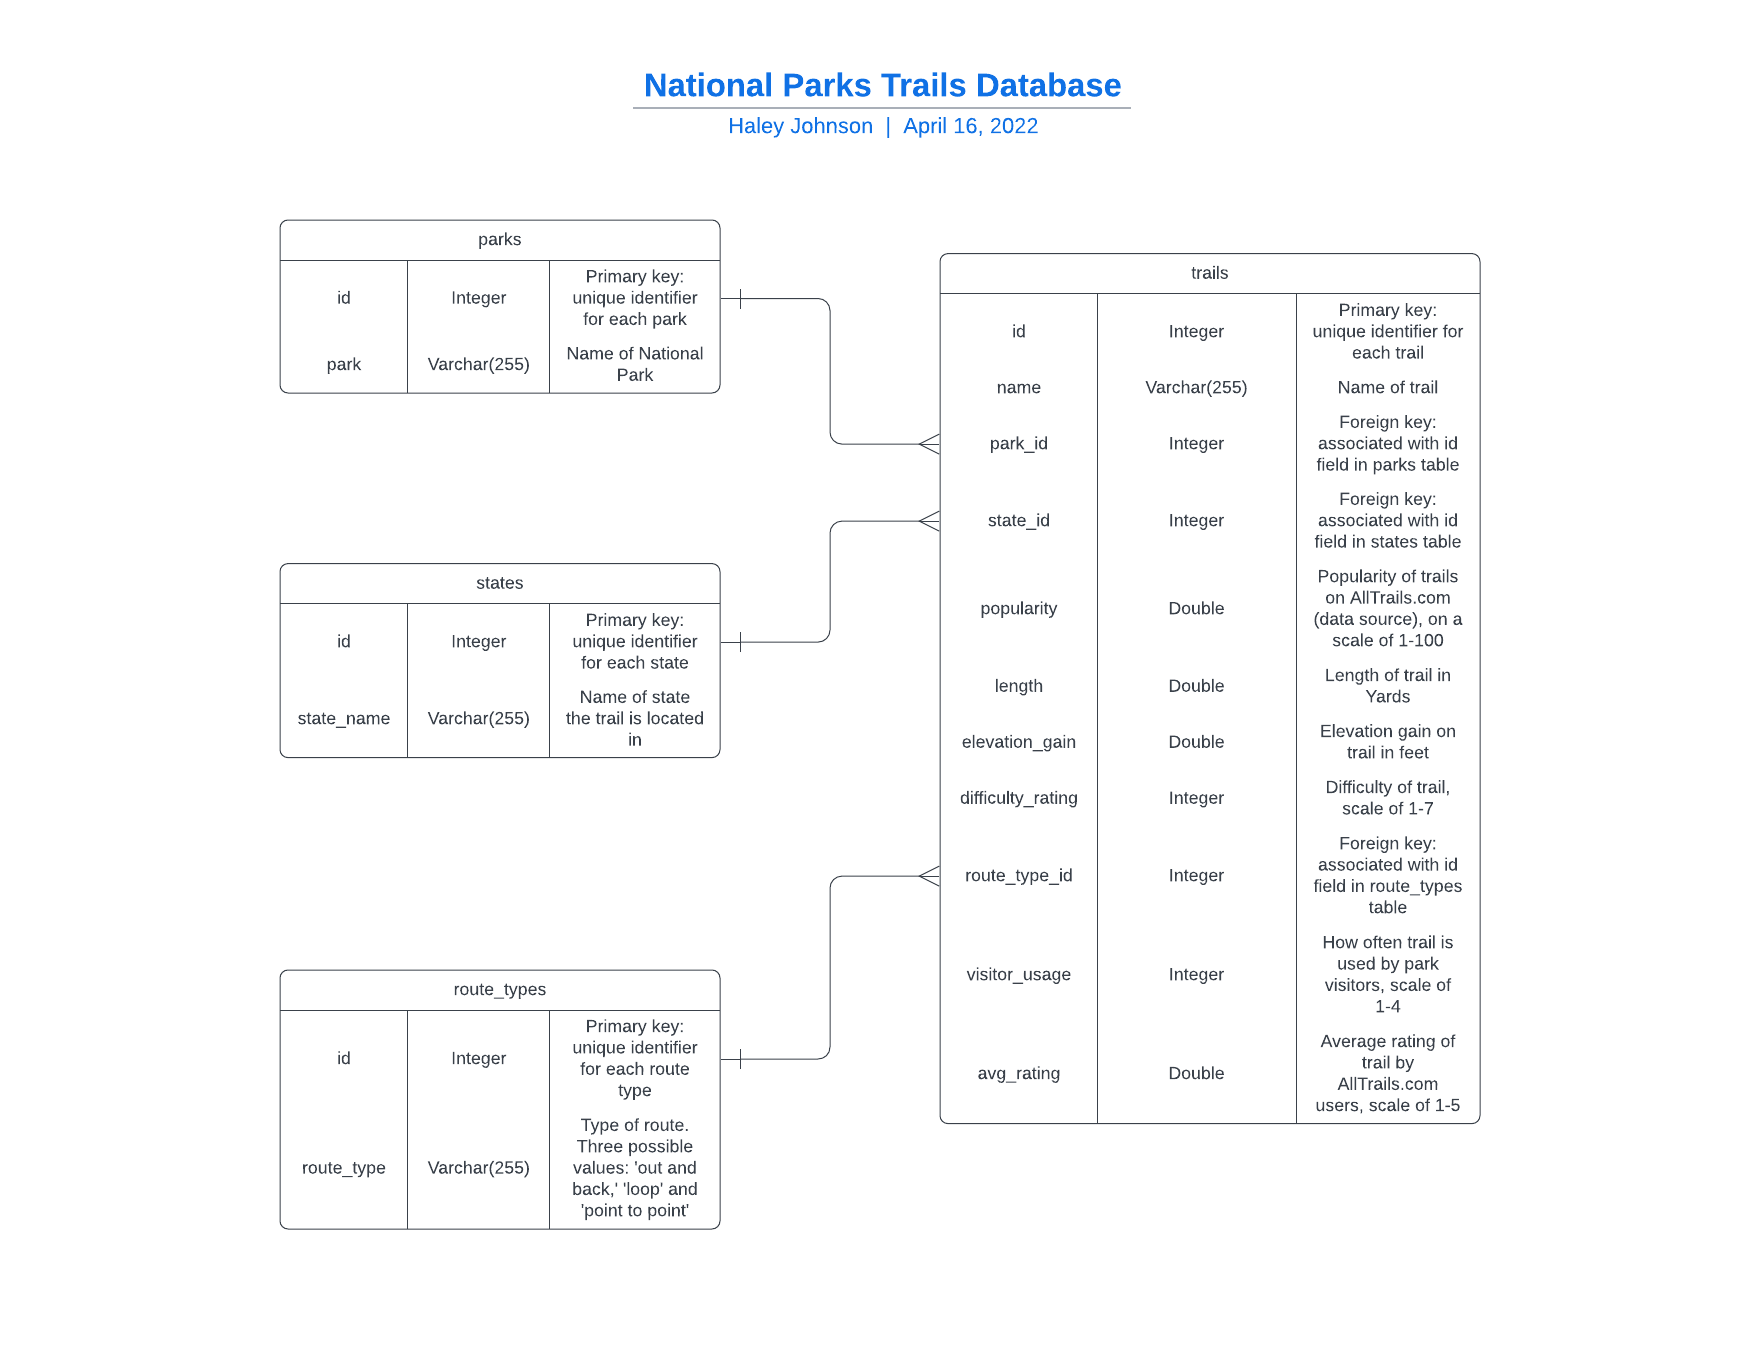 National Parks Trails Database
Haley Johnson | April 16, 2022
parks
id
Integer
Primary key:
unique identifier
for each park
park
Varchar(255)
Name of National
Park
states
id
Integer
Primary key:
unique identifier
for each state
state_name
Varchar(255)
Name of state
the trail is located
in
route_types
id
Integer
Primary key:
unique identifier
for each route
type
route_type
Varchar(255)
Type of route.
Three possible
values: 'out and
back,' 'loop' and
'point to point'
trails
id
Integer
Primary key:
unique identifier for
each trail
name
Varchar(255)
Name of trail
park_id
Integer
Foreign key:
associated with id
field in parks table
state_id
Integer
Foreign key:
associated with id
field in states table
popularity
Double
Popularity of trails
on AllTrails.com
(data source), on a
scale of 1-100
length
Double
Length of trail in
Yards
elevation_gain
Double
Elevation gain on
trail in feet
difficulty_rating
Integer
Difficulty of trail,
scale of 1-7
route_type_id
Integer
Foreign key:
associated with id
field in route_types
table
visitor_usage
Integer
How often trail is
used by park
visitors, scale of
1-4
avg_rating
Double
Average rating of
trail by
AllTrails.com
users, scale of 1-5